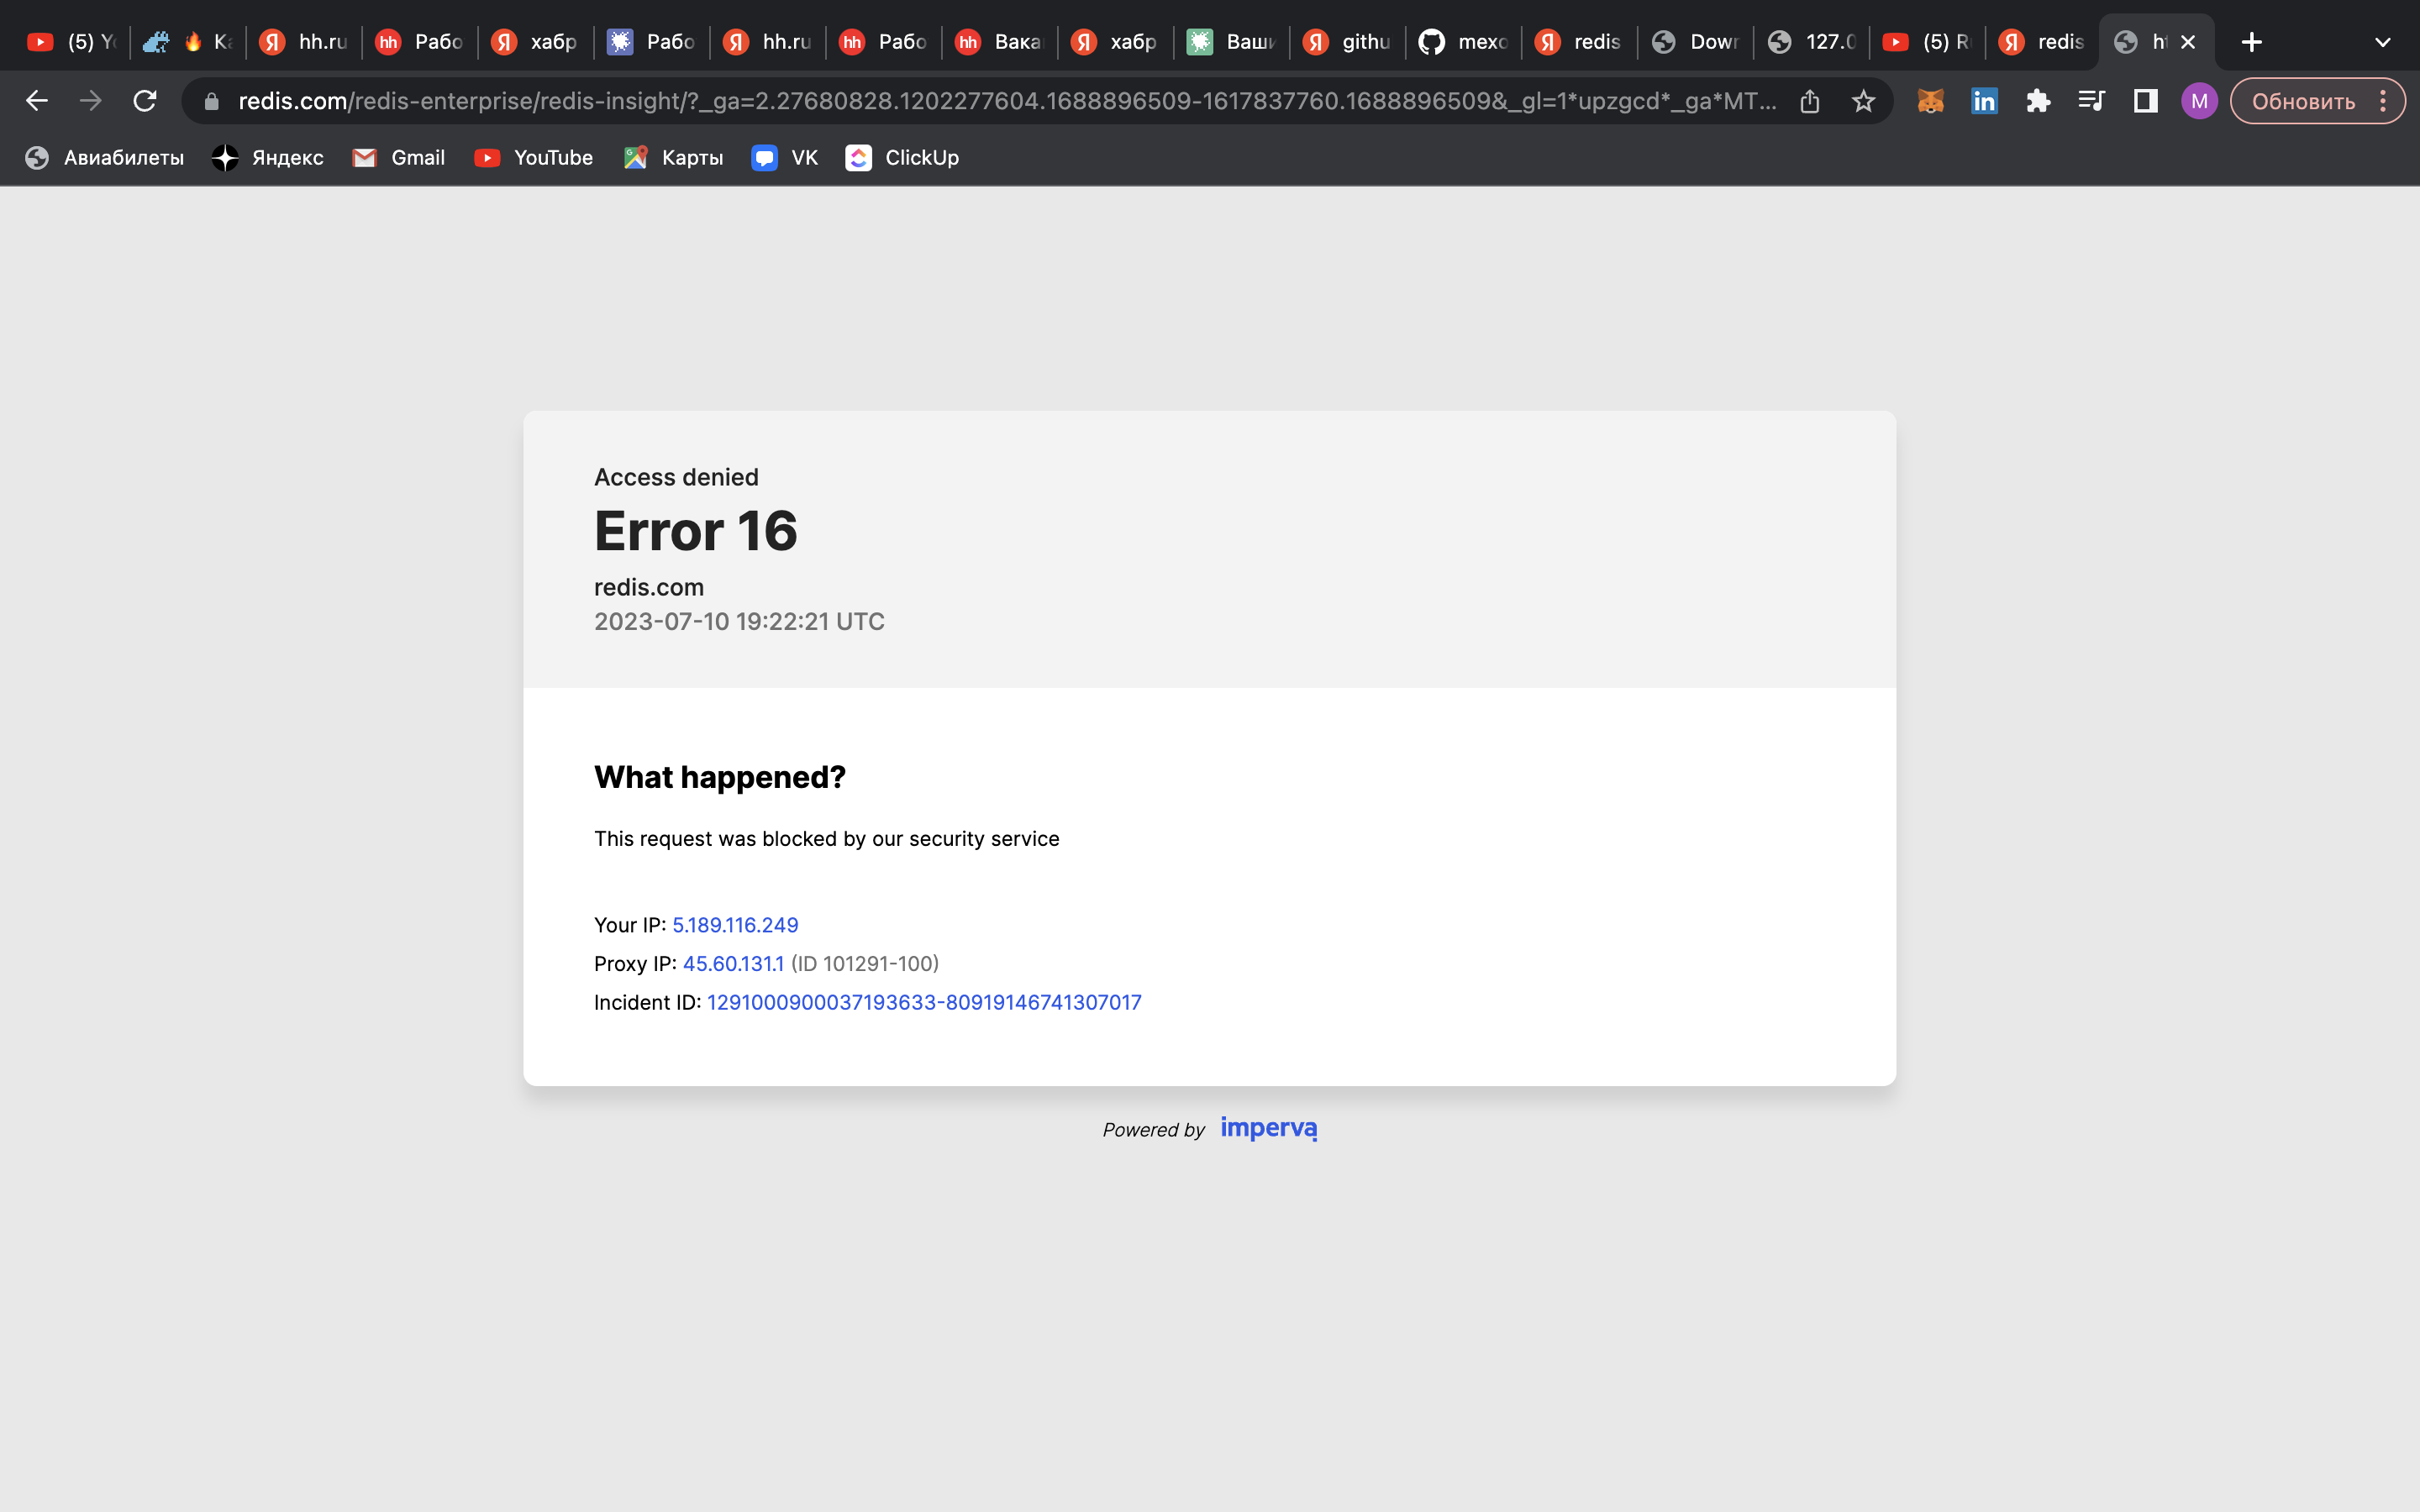 (5) Yo
Ка
hh.ru
Рабо
хабр
Рабо
hh.ru
Рабо
Вака
хабр
Ваши
githu
mexo
redis
Down
127.0
(5) R
redis
ht
redis.com/redis-enterprise/redis-insight/?_ga=2.27680828.1202277604.1688896509-1617837760.1688896509&_gl=1*upzgcd*_ga*MT...
M
Обновить
Авиабилеты
Яндекс
Gmail
YouTube
Карты
VK
ClickUp
Access denied
Error 16
redis.com
2023-07-10 19:22:21 UTC
What happened?
This request was blocked by our security service
Your IP: 5.189.116.249
Proxy IP: 45.60.131.1 (ID 101291-100)
Incident ID: 1291000900037193633-80919146741307017
Powered by imperva